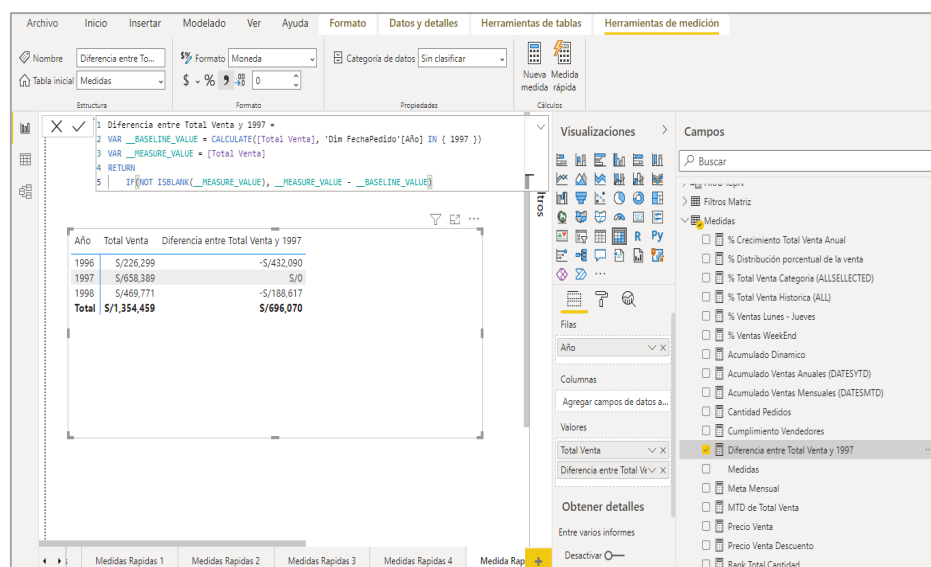 Archivo Inicio Insertar Modelado Ver Ayuda Formato Datos y detalles Herramientas de tablas Herramientas de medición
Nombre Diferencia entre To...
Tabla inicial Medidas
Estructura
Formato Moneda
$ % 0
Formato
Categoría de datos Sin clasificar
Propiedades
Nueva medida
Medida rápida
Cálculos
1 Diferencia entre Total Venta y 1997 =
2 VAR __BASELINE_VALUE = CALCULATE([Total Venta], 'Dim FechaPedido'[Año] IN { 1997 })
3 VAR __MEASURE_VALUE = [Total Venta]
4 RETURN
5 IF(NOT ISBLANK(__MEASURE_VALUE), __MEASURE_VALUE - __BASELINE_VALUE)
Año Total Venta Diferencia entre Total Venta y 1997
1996 S/226,299 -S/432,090
1997 S/658,389 S/0
1998 S/469,771 -S/188,617
Total S/1,354,459 S/696,070
Medidas Rapidas 1 Medidas Rapidas 2 Medidas Rapidas 3 Medidas Rapidas 4 Medida Rap
ltros
Visualizaciones
R Py
Filas
Año
Columnas
Agregar campos de datos a...
Valores
Total Venta
Diferencia entre Total Ve
Obtener detalles
Entre varios informes
Desactivar
Campos
Buscar
Filtros Matriz
Medidas
% Crecimiento Total Venta Anual
% Distribución porcentual de la venta
% Total Venta Categoria (ALLSELLECTED)
% Total Venta Historica (ALL)
% Ventas Lunes - Jueves
% Ventas WeekEnd
Acumulado Dinamico
Acumulado Ventas Anuales (DATESYTD)
Acumulado Ventas Mensuales (DATESMTD)
Cantidad Pedidos
Cumplimiento Vendedores
Diferencia entre Total Venta y 1997
Medidas
Meta Mensual
MTD de Total Venta
Precio Venta
Precio Venta Descuento
Rank Total Cantidad